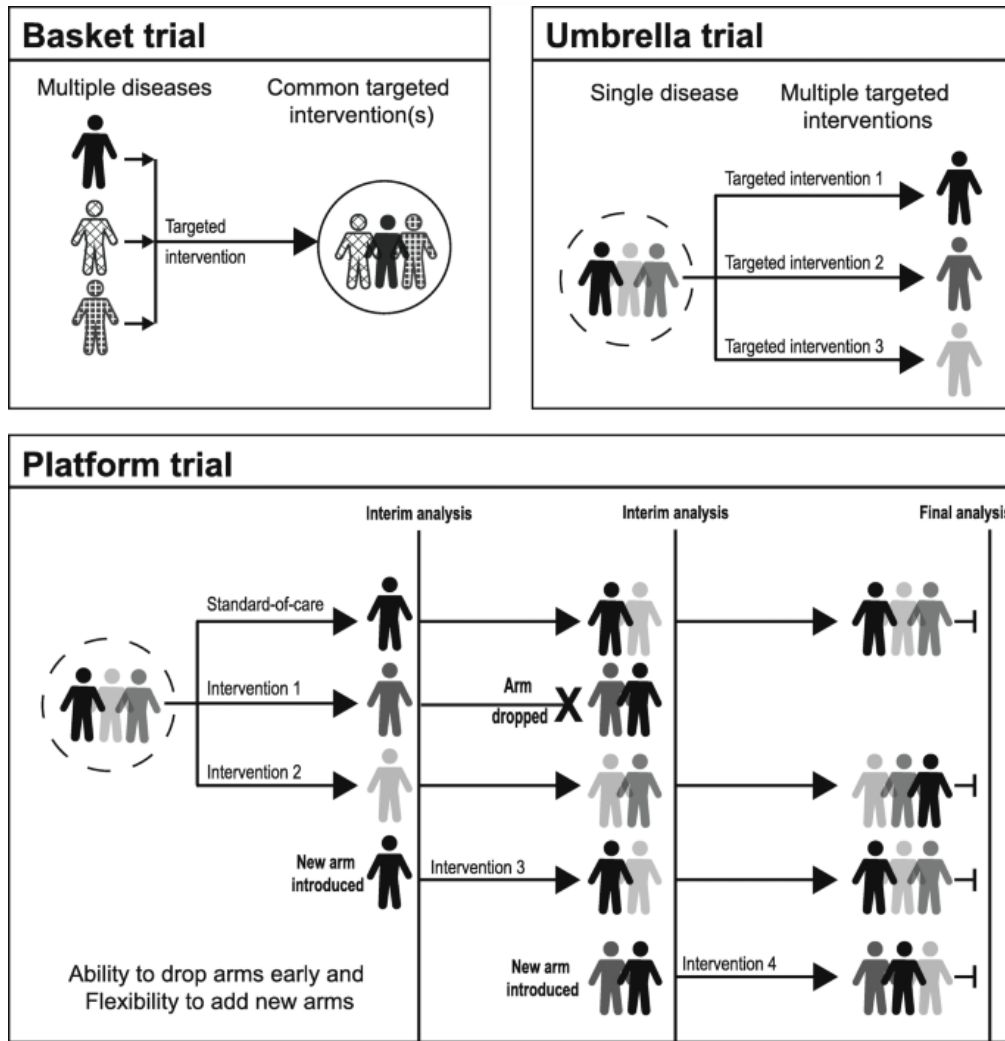 Basket trial
Multiple diseases
Common targeted
intervention(s)
Targeted
intervention
Umbrella trial
Single disease
Multiple targeted
interventions
Targeted intervention 1
Targeted intervention 2
Targeted intervention 3
Platform trial
Interim analysis
Interim analysis
Final analysis
Standard-of-care
Intervention 1
Arm
dropped
X
Intervention 2
New arm
introduced
Intervention 3
New arm
introduced
Intervention 4
Ability to drop arms early and
Flexibility to add new arms